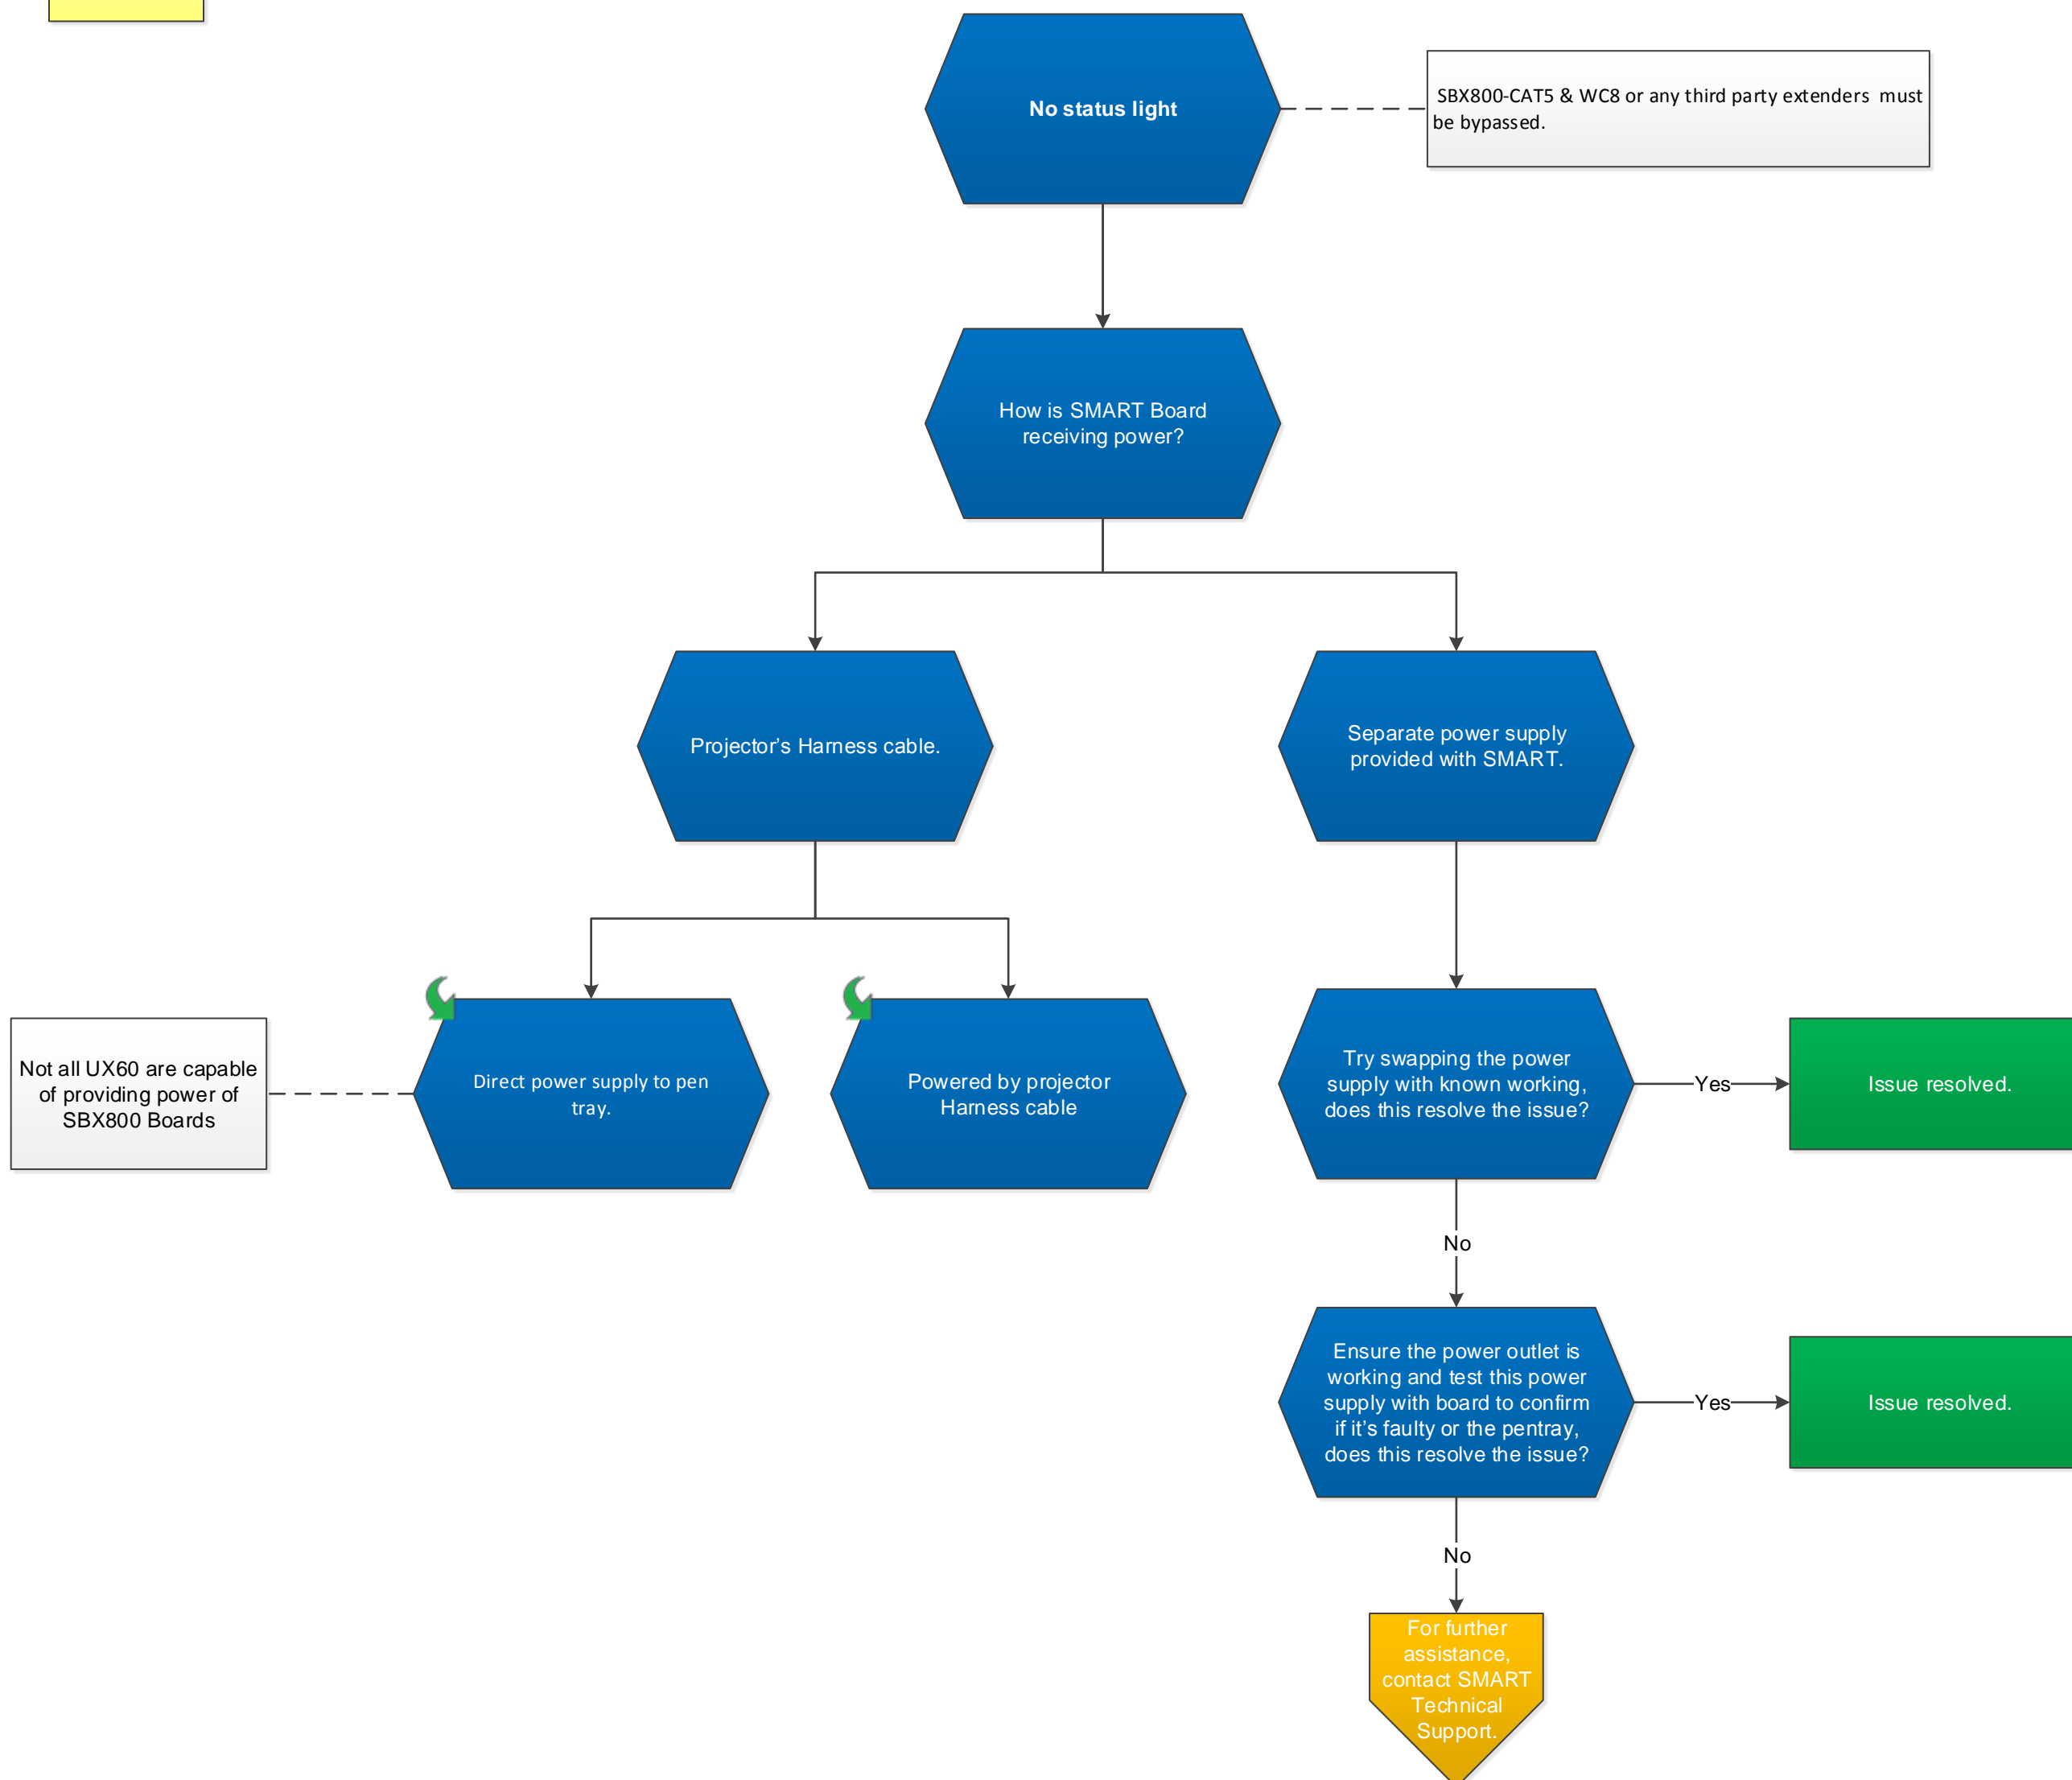 No status light
SBX800-CAT5 & WC8 or any third party extenders must
be bypassed.
How is SMART Board
receiving power?
Projector’s Harness cable.
Separate power supply
provided with SMART.
Not all UX60 are capable
of providing power of
SBX800 Boards
Direct power supply to pen
tray.
Powered by projector
Harness cable
Try swapping the power
supply with known working,
does this resolve the issue?
Yes
Issue resolved.
No
Ensure the power outlet is
working and test this power
supply with board to confirm
if it’s faulty or the pentray,
does this resolve the issue?
Yes
Issue resolved.
No
For further
assistance,
contact SMART
Technical
Support.